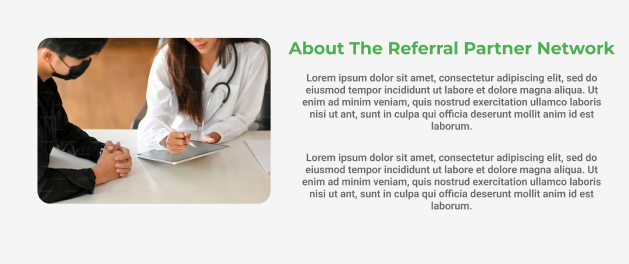 About The Referral Partner Network
Lorem ipsum dolor sit amet, consectetur adipiscing elit, sed do
eiusmod tempor incididunt ut labore et dolore magna aliqua. Ut
enim ad minim veniam, quis nostrud exercitation ullamco laboris
nisi ut ant, sunt in culpa qui officia deserunt mollit anim id est
laborum.
Lorem ipsum dolor sit amet, consectetur adipiscing elit, sed do
eiusmod tempor incididunt ut labore et dolore magna aliqua. Ut
enim ad minim veniam, quis nostrud exercitation ullamco laboris
nisi ut ant, sunt in culpa qui officia deserunt mollit anim id est
laborum.